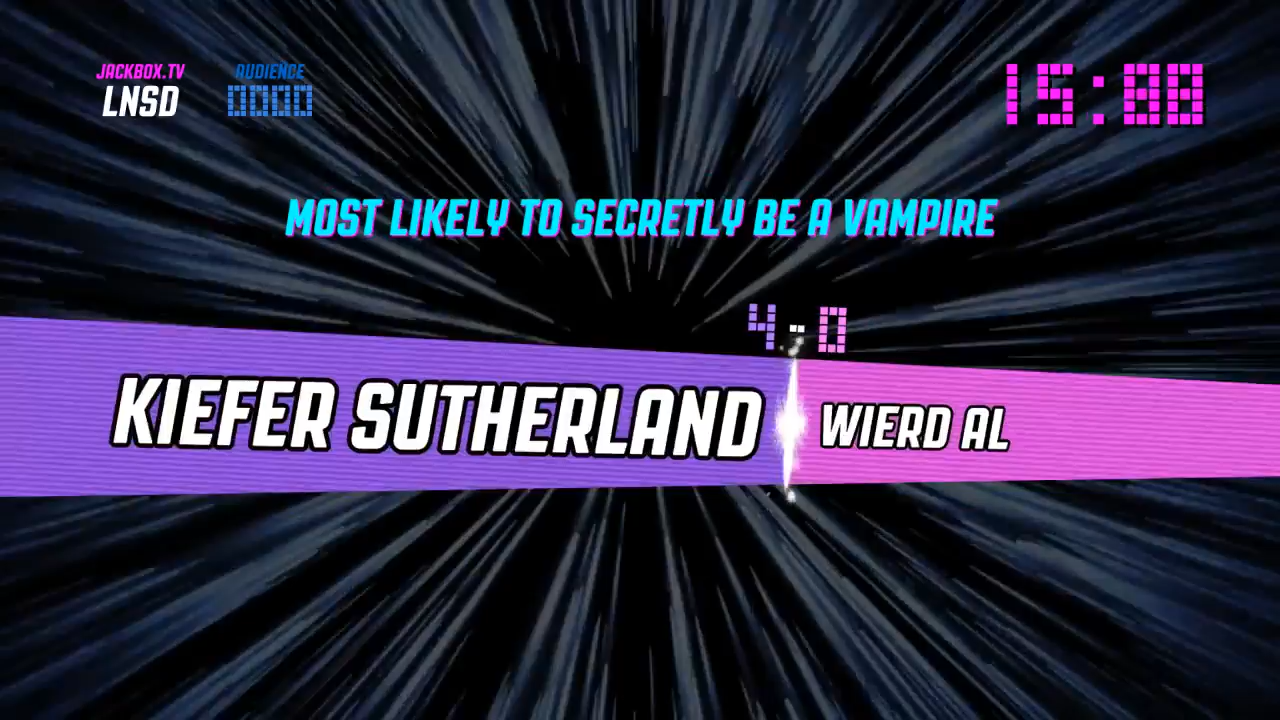 JACKBOX.TV
LNSD
AUDIENCE
0000
15:88
MOST LIKELY TO SECRETLY BE A VAMPIRE
4-0
KIEFER SUTHERLAND
WIERD AL